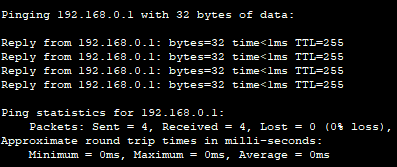 Pinging 192.168.0.1 with 32 bytes of data:

Reply from 192.168.0.1: bytes=32 time<1ms TTL=255
Reply from 192.168.0.1: bytes=32 time<1ms TTL=255
Reply from 192.168.0.1: bytes=32 time<1ms TTL=255
Reply from 192.168.0.1: bytes=32 time<1ms TTL=255

Ping statistics for 192.168.0.1:
    Packets: Sent = 4, Received = 4, Lost = 0 (0% loss),
Approximate round trip times in milli-seconds:
    Minimum = 0ms, Maximum = 0ms, Average = 0ms